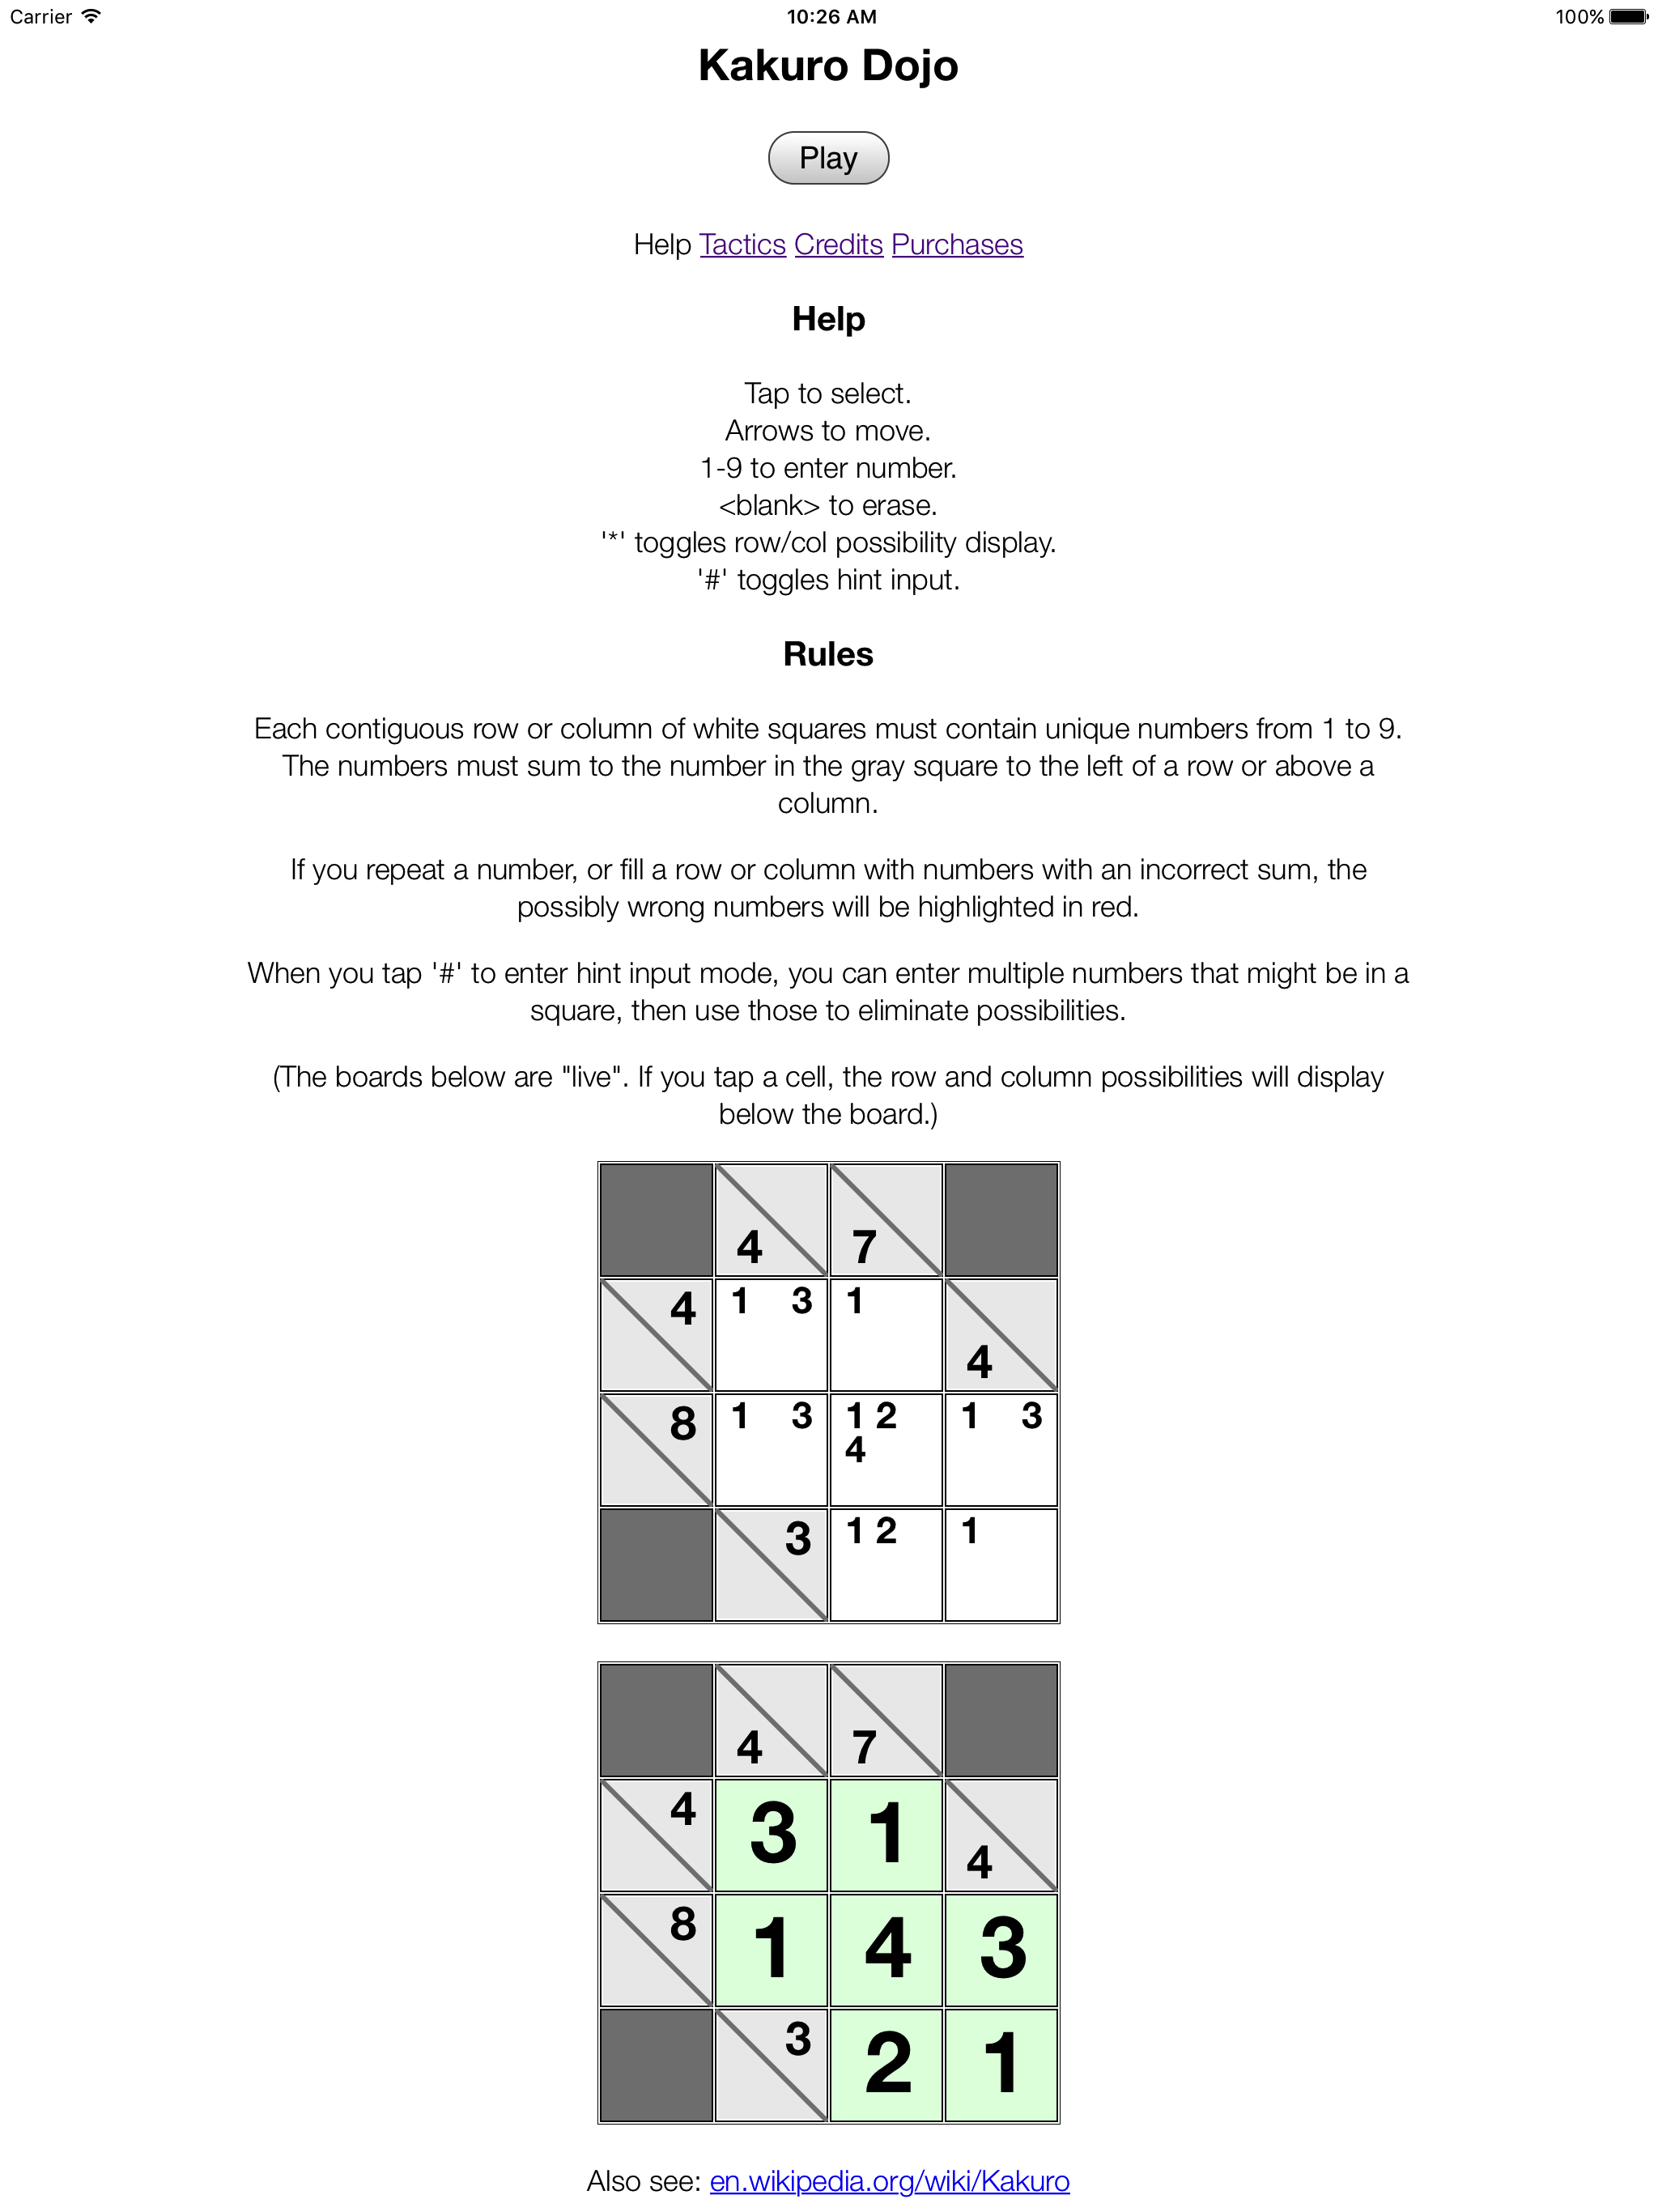 Carrier
10:26 AM
100%
Kakuro Dojo
Play
Help Tactics Credits Purchases
Help
Tap to select.
Arrows to move.
1-9 to enter number.
<blank> to erase.
'*' toggles row/col possibility display.
'#' toggles hint input.
Rules
Each contiguous row or column of white squares must contain unique numbers from 1 to 9.
The numbers must sum to the number in the gray square to the left of a row or above a
column.
If you repeat a number, or fill a row or column with numbers with an incorrect sum, the
possibly wrong numbers will be highlighted in red.
When you tap '#' to enter hint input mode, you can enter multiple numbers that might be in a
square, then use those to eliminate possibilities.
(The boards below are "live". If you tap a cell, the row and column possibilities will display
below the board.)
4 7
4 1 3 1 4
8 1 3 1 2 4 1 3
3 1 2 1
4 7
4 3 1 4
8 1 4 3
3 2 1
Also see: en.wikipedia.org/wiki/Kakuro